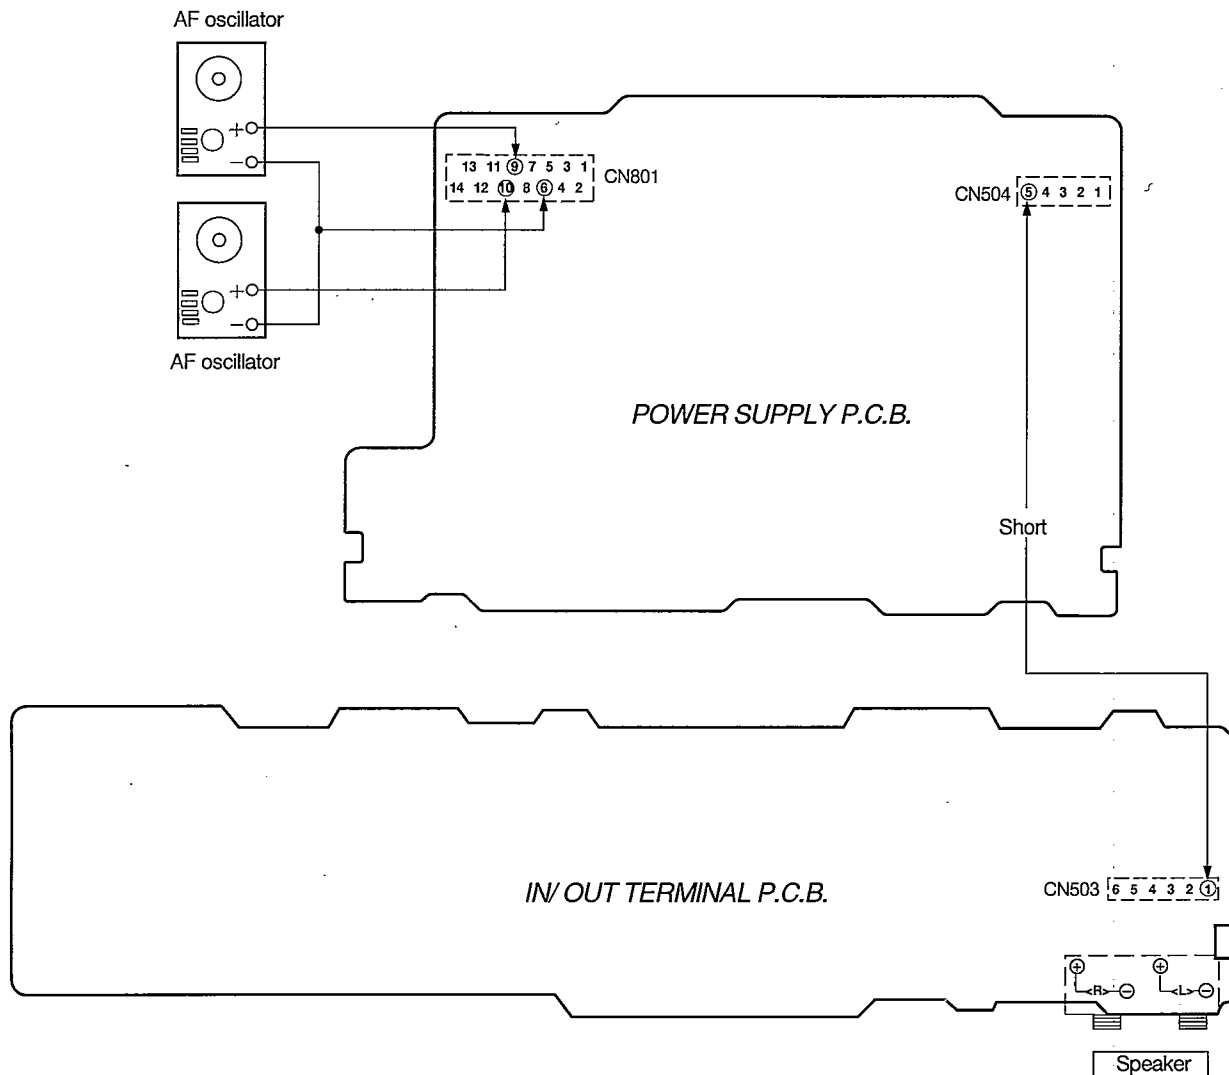 AF oscillator
+
−
13 11 9 7 5 3 1
14 12 10 8 6 4 2
CN801
CN504
5 4 3 2 1
+
−
AF oscillator
POWER SUPPLY P.C.B.
Short
IN/ OUT TERMINAL P.C.B.
CN503
6 5 4 3 2 1
+ <R> −
+ <L> −
Speaker